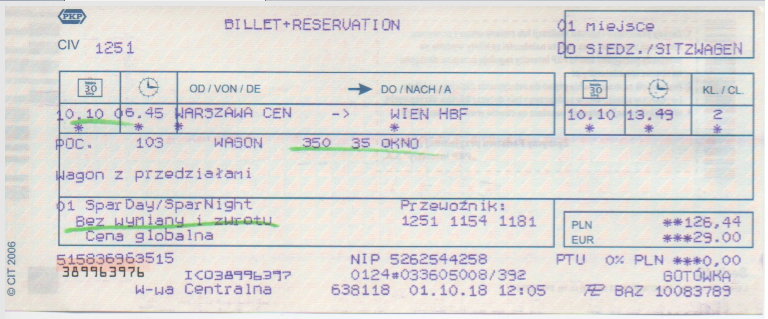 PKP
BILLET+RESERVATION
01 miejsce
CIV 1251
DO SIEDZ./SITZWAGEN
30 OD / VON / DE DO / NACH / A 30 KL. / CL.
10.10 06.45 WARSZAWA CEN -> WIEN HBF 10.10 13.49 2
* * * * * * *
POC. 103 WAGON 350 35 OKNO
Wagon z przedziałami
01 SparDay/SparNight Przewoźnik:
Bez wymiany i zwrotu 1251 1154 1181
PLN **126,44
Cena globalna
EUR ***29.00
515836963515 NIP 5262544258 PTU 0% PLN ***0,00
389963976 IC038996397 0124#033605008/392 GOTÓWKA
W-wa Centralna 638118 01.10.18 12:05 BAZ 10083789
© CIT 2006